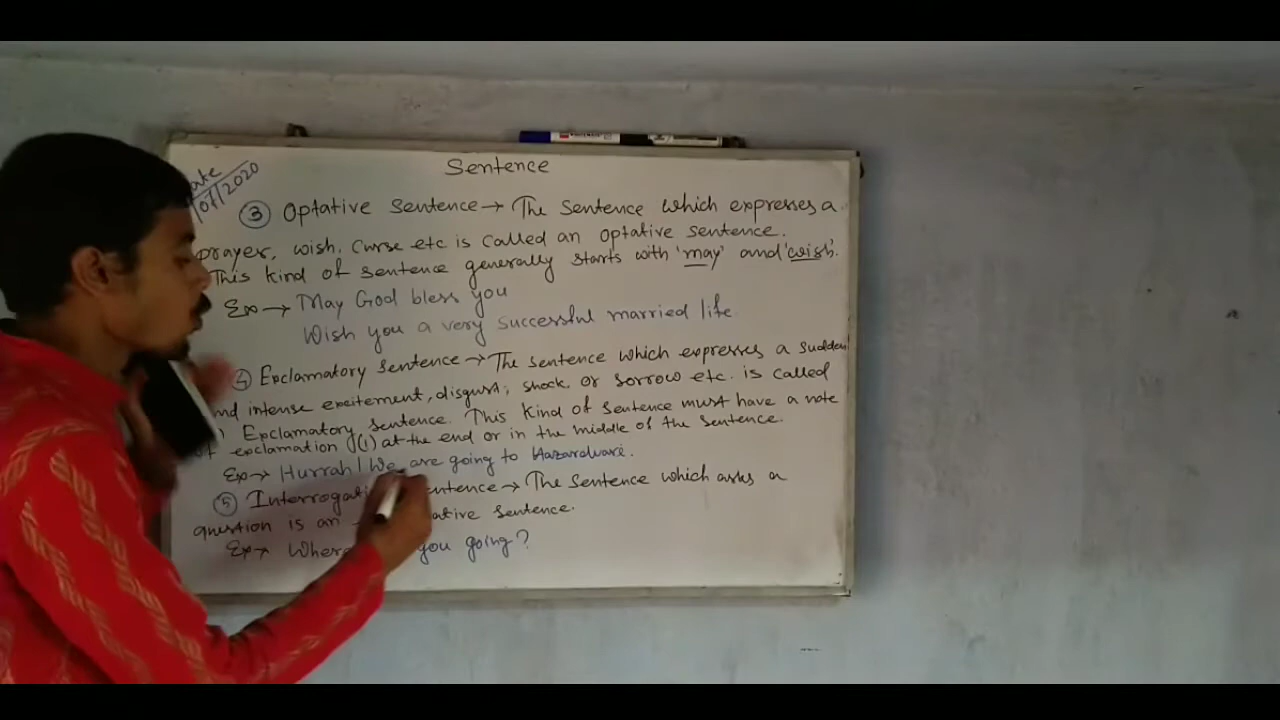 Sentence
ate
/07/2020
③ Optative Sentence → The Sentence which expresses a
prayer, wish, Curse etc is called an optative sentence.
This kind of sentence generally starts with 'may' and 'wish'.
Ex → May God bless you
Wish you a very successful married life
④ Exclamatory Sentence → The sentence which expresses a sudden
and intense excitement, disgust, shock, or sorrow etc. is called
Exclamatory sentence. This kind of sentence must have a note
of exclamation (!) at the end or in the middle of the sentence.
Ex → Hurrah! We are going to Hazarduari.
⑤ Interrogati entence → The sentence which asks a
question is an ative sentence.
Ex → Where you going?